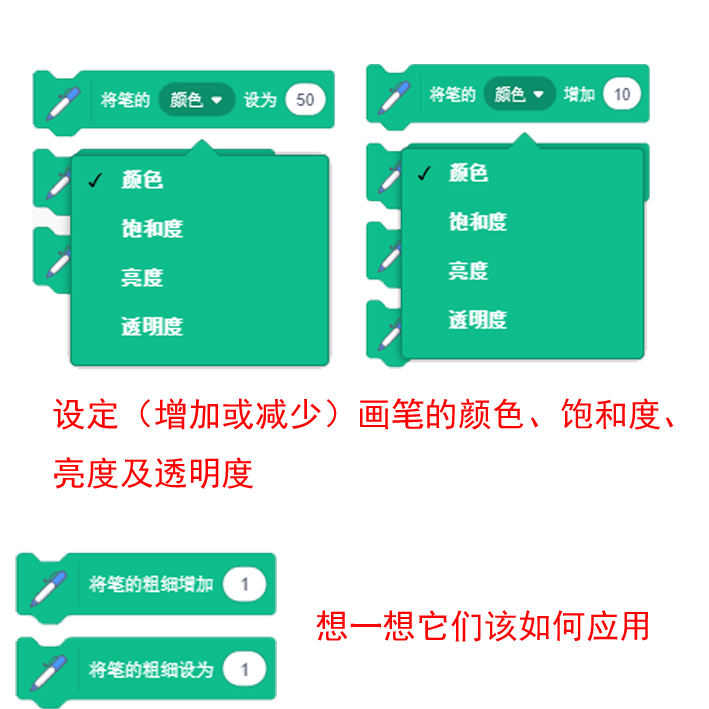 将笔的 颜色 设为 50
颜色
饱和度
亮度
透明度
将笔的 颜色 增加 10
颜色
饱和度
亮度
透明度
设定（增加或减少）画笔的颜色、饱和度、
亮度及透明度
将笔的粗细增加 1
将笔的粗细设为 1
想一想它们该如何应用